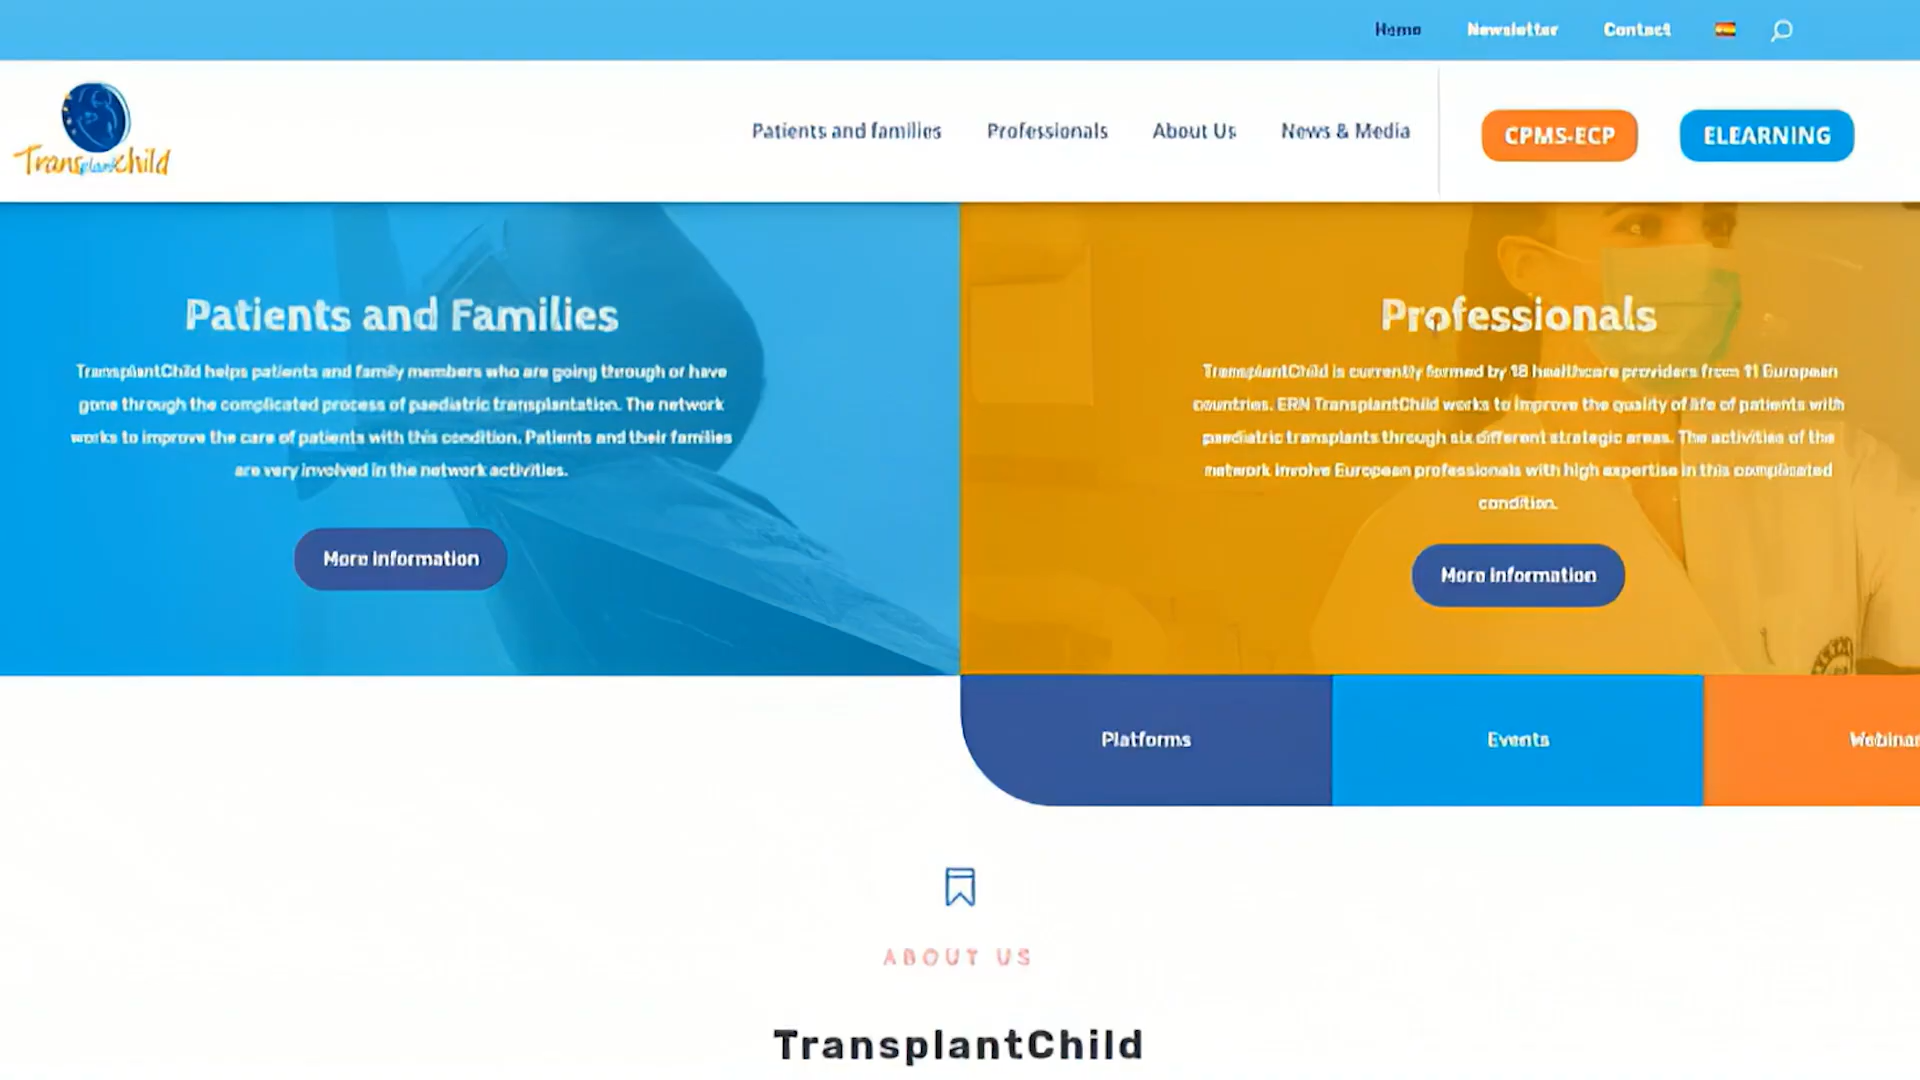 Home Newsletter Contact
TransplantChild
Patients and families Professionals About Us News & Media CPMS-ECP ELEARNING
Patients and Families
TransplantChild helps patients and family members who are going through or have
gone through the complicated process of paediatric transplantation. The network
works to improve the care of patients with this condition. Patients and their families
are very involved in the network activities.
More information
Professionals
TransplantChild is currently formed by 18 healthcare providers from 11 European
countries. ERN TransplantChild works to improve the quality of life of patients with
paediatric transplants through six different strategic areas. The activities of the
network involve European professionals with high expertise in this complicated
condition.
More information
Platforms Events Webinar
ABOUT US
TransplantChild